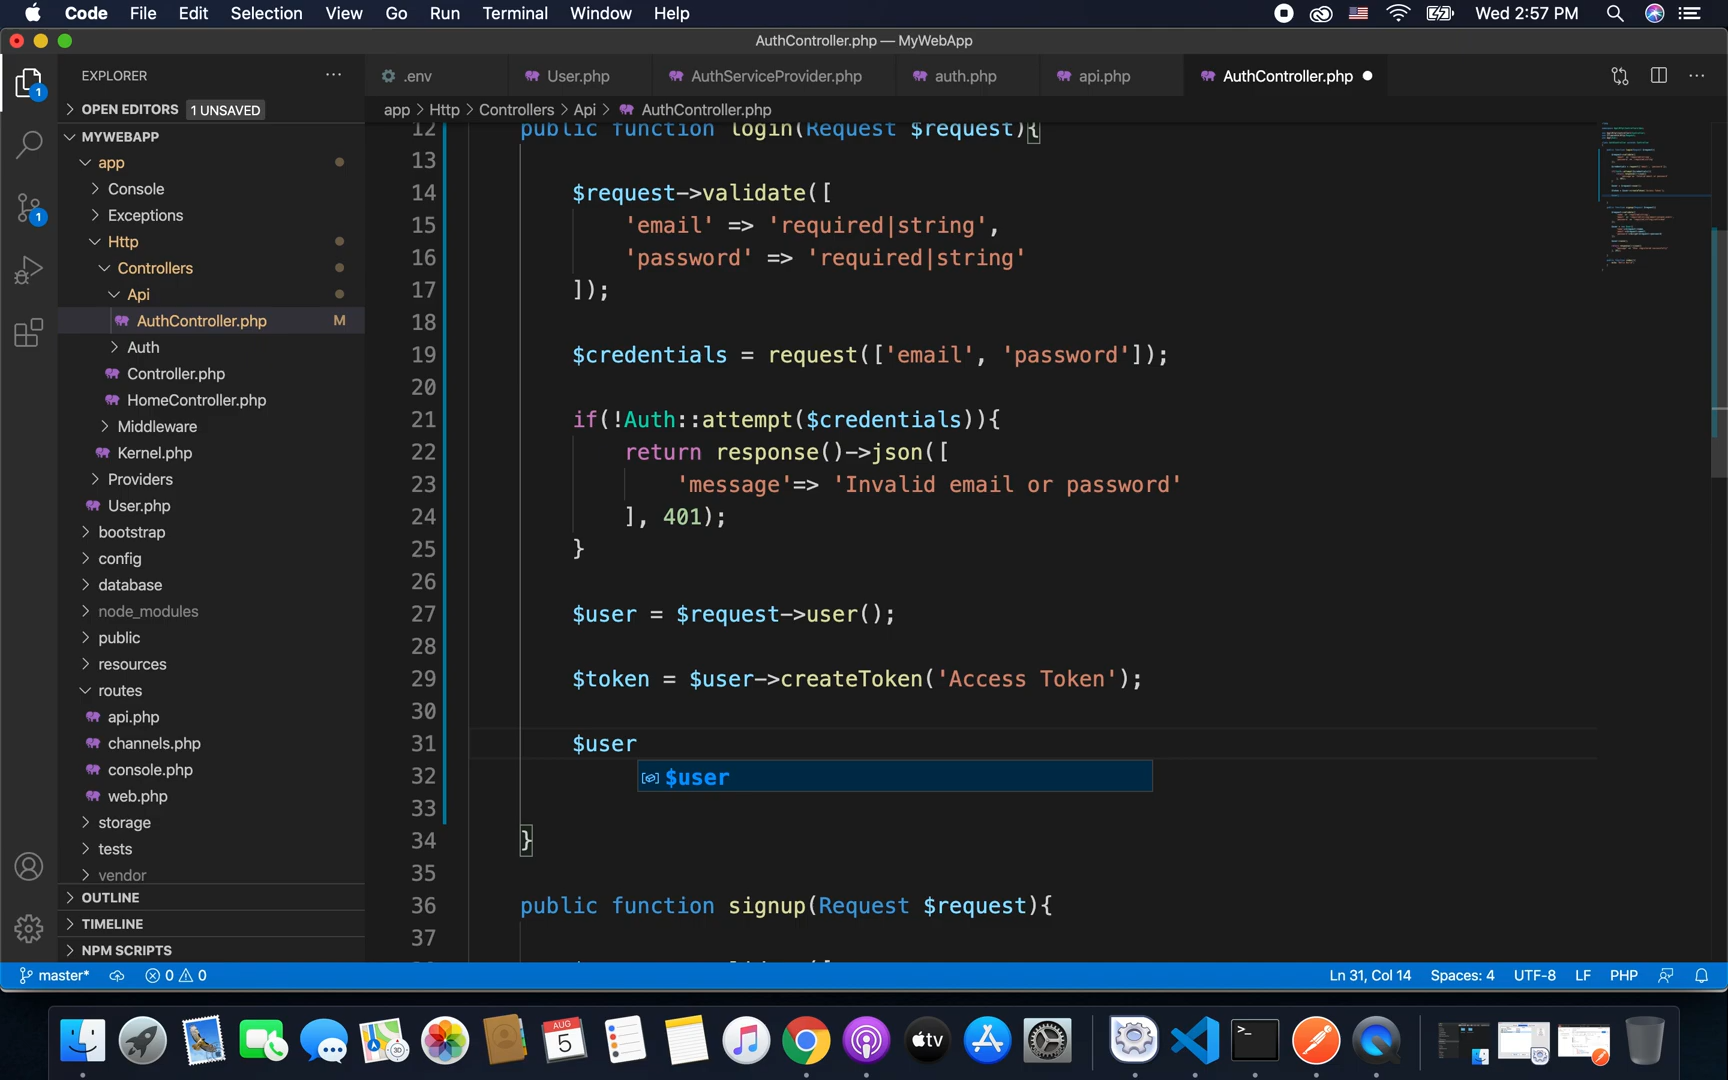 Code File Edit Selection View Go Run Terminal Window Help Wed 2:57 PM
AuthController.php — MyWebApp
EXPLORER
OPEN EDITORS 1 UNSAVED
MYWEBAPP
app
Console
Exceptions
Http
Controllers
Api
AuthController.php M
Auth
Controller.php
HomeController.php
Middleware
Kernel.php
Providers
User.php
bootstrap
config
database
node_modules
public
resources
routes
api.php
channels.php
console.php
web.php
storage
tests
vendor
OUTLINE
TIMELINE
NPM SCRIPTS
1
1
.env User.php AuthServiceProvider.php auth.php api.php AuthController.php
app > Http > Controllers > Api > AuthController.php
12 public function login(Request $request){
13
14 $request->validate([
15 'email' => 'required|string',
16 'password' => 'required|string'
17 ]);
18
19 $credentials = request(['email', 'password']);
20
21 if(!Auth::attempt($credentials)){
22 return response()->json([
23 'message'=> 'Invalid email or password'
24 ], 401);
25 }
26
27 $user = $request->user();
28
29 $token = $user->createToken('Access Token');
30
31 $user
32 $user
33
34 }
35
36 public function signup(Request $request){
37
master* 0 0 Ln 31, Col 14 Spaces: 4 UTF-8 LF PHP
AUG
5
tv